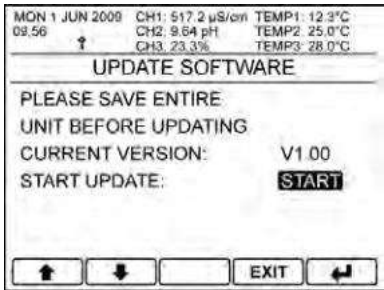 MON 1 JUN 2009 CH1: 517.2 µS/cm TEMP1: 12.3°C
09:56 CH2: 9.64 pH TEMP2: 25.0°C
CH3: 23.3% TEMP3: 28.0°C
UPDATE SOFTWARE
PLEASE SAVE ENTIRE
UNIT BEFORE UPDATING
CURRENT VERSION: V1.00
START UPDATE: START
EXIT